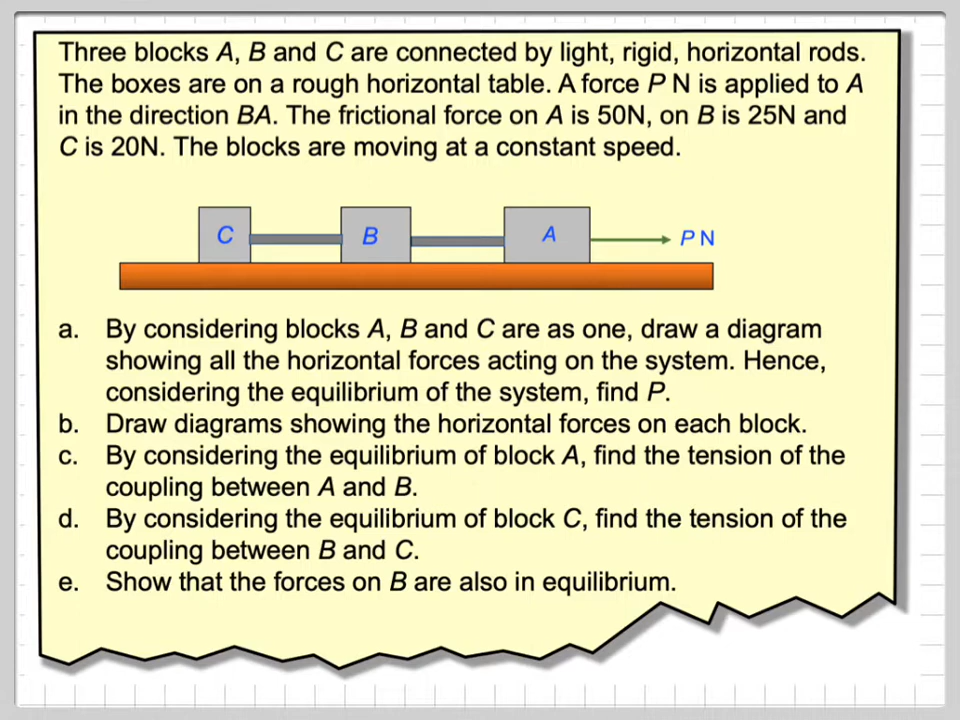 Three blocks A, B and C are connected by light, rigid, horizontal rods.
The boxes are on a rough horizontal table. A force P N is applied to A
in the direction BA. The frictional force on A is 50N, on B is 25N and
C is 20N. The blocks are moving at a constant speed.
C B A P N
a. By considering blocks A, B and C are as one, draw a diagram
showing all the horizontal forces acting on the system. Hence,
considering the equilibrium of the system, find P.
b. Draw diagrams showing the horizontal forces on each block.
c. By considering the equilibrium of block A, find the tension of the
coupling between A and B.
d. By considering the equilibrium of block C, find the tension of the
coupling between B and C.
e. Show that the forces on B are also in equilibrium.